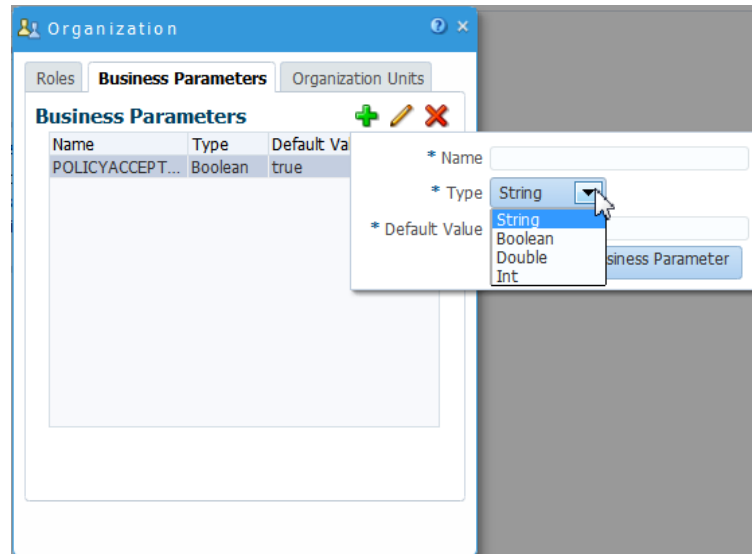 Organization
Roles Business Parameters Organization Units
Business Parameters
Name Type Default Va
POLICYACCEPT... Boolean true
* Name
* Type String
String
Boolean
Double
Int
* Default Value
siness Parameter